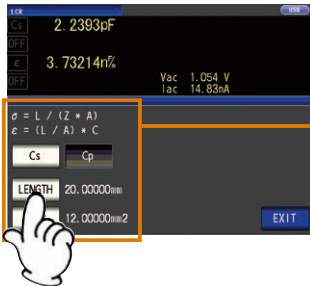 LCR
USB
Cs 2.2393pF
OFF
ε 3.73214n%
OFF
Vac 1.054 V
Iac 14.83nA
σ = L / (Z * A)
ε = (L / A) * C
Cs Cp
LENGTH 20.00000mm
12.00000mm2
EXIT